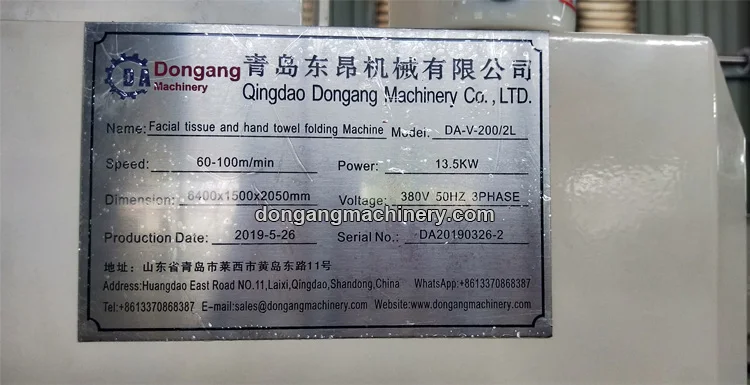 DA Dongang Machinery
青岛东昂机械有限公司
Qingdao Dongang Machinery Co.,LTD.
Name: Facial tissue and hand towel folding Machine Model: DA-V-200/2L
Speed: 60-100m/min Power: 13.5KW
Dimension: 6400x1500x2050mm Voltage: 380V 50HZ 3PHASE
dongangmachinery.com
Production Date: 2019-5-26 Serial No.: DA20190326-2
地址: 山东省青岛市莱西市黄岛东路11号
Address:Huangdao East Road NO.11,Laixi,Qingdao,Shandong,China WhatsApp:+8613370868387
Tel:+8613370868387 E-mail:sales@dongangmachinery.com Website:www.dongangmachinery.com